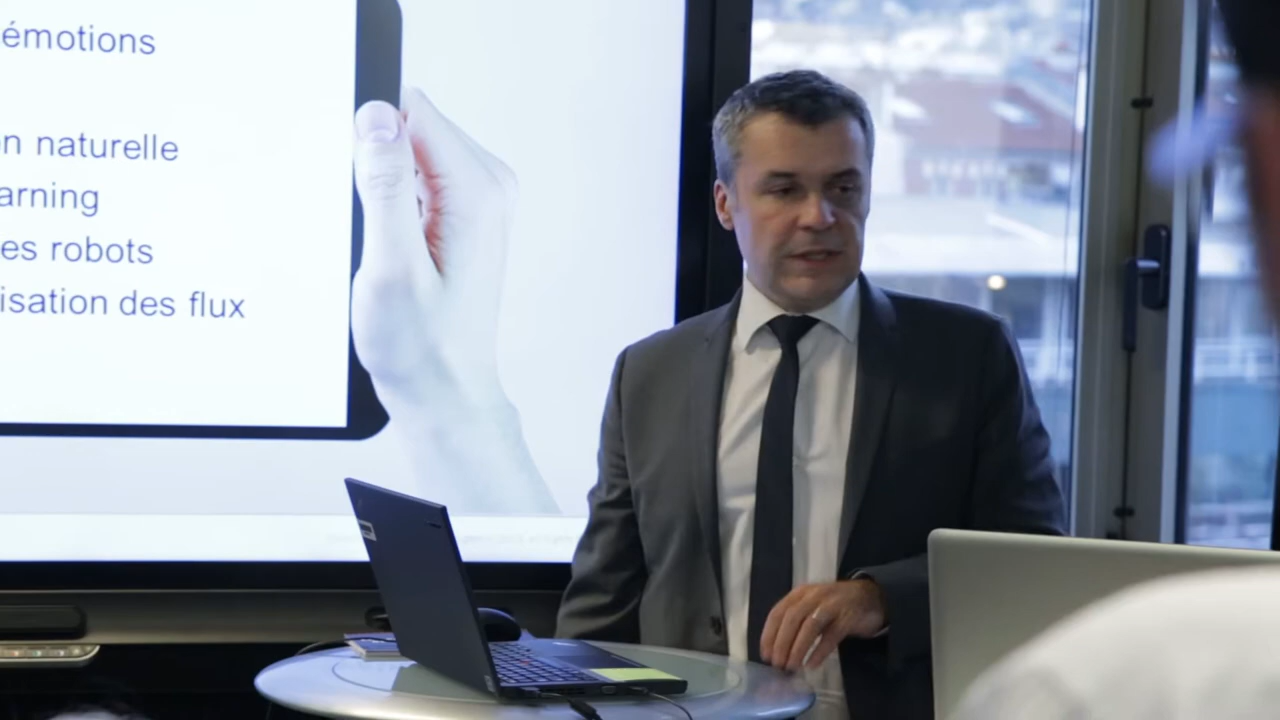 émotions
n naturelle
arning
es robots
isation des flux